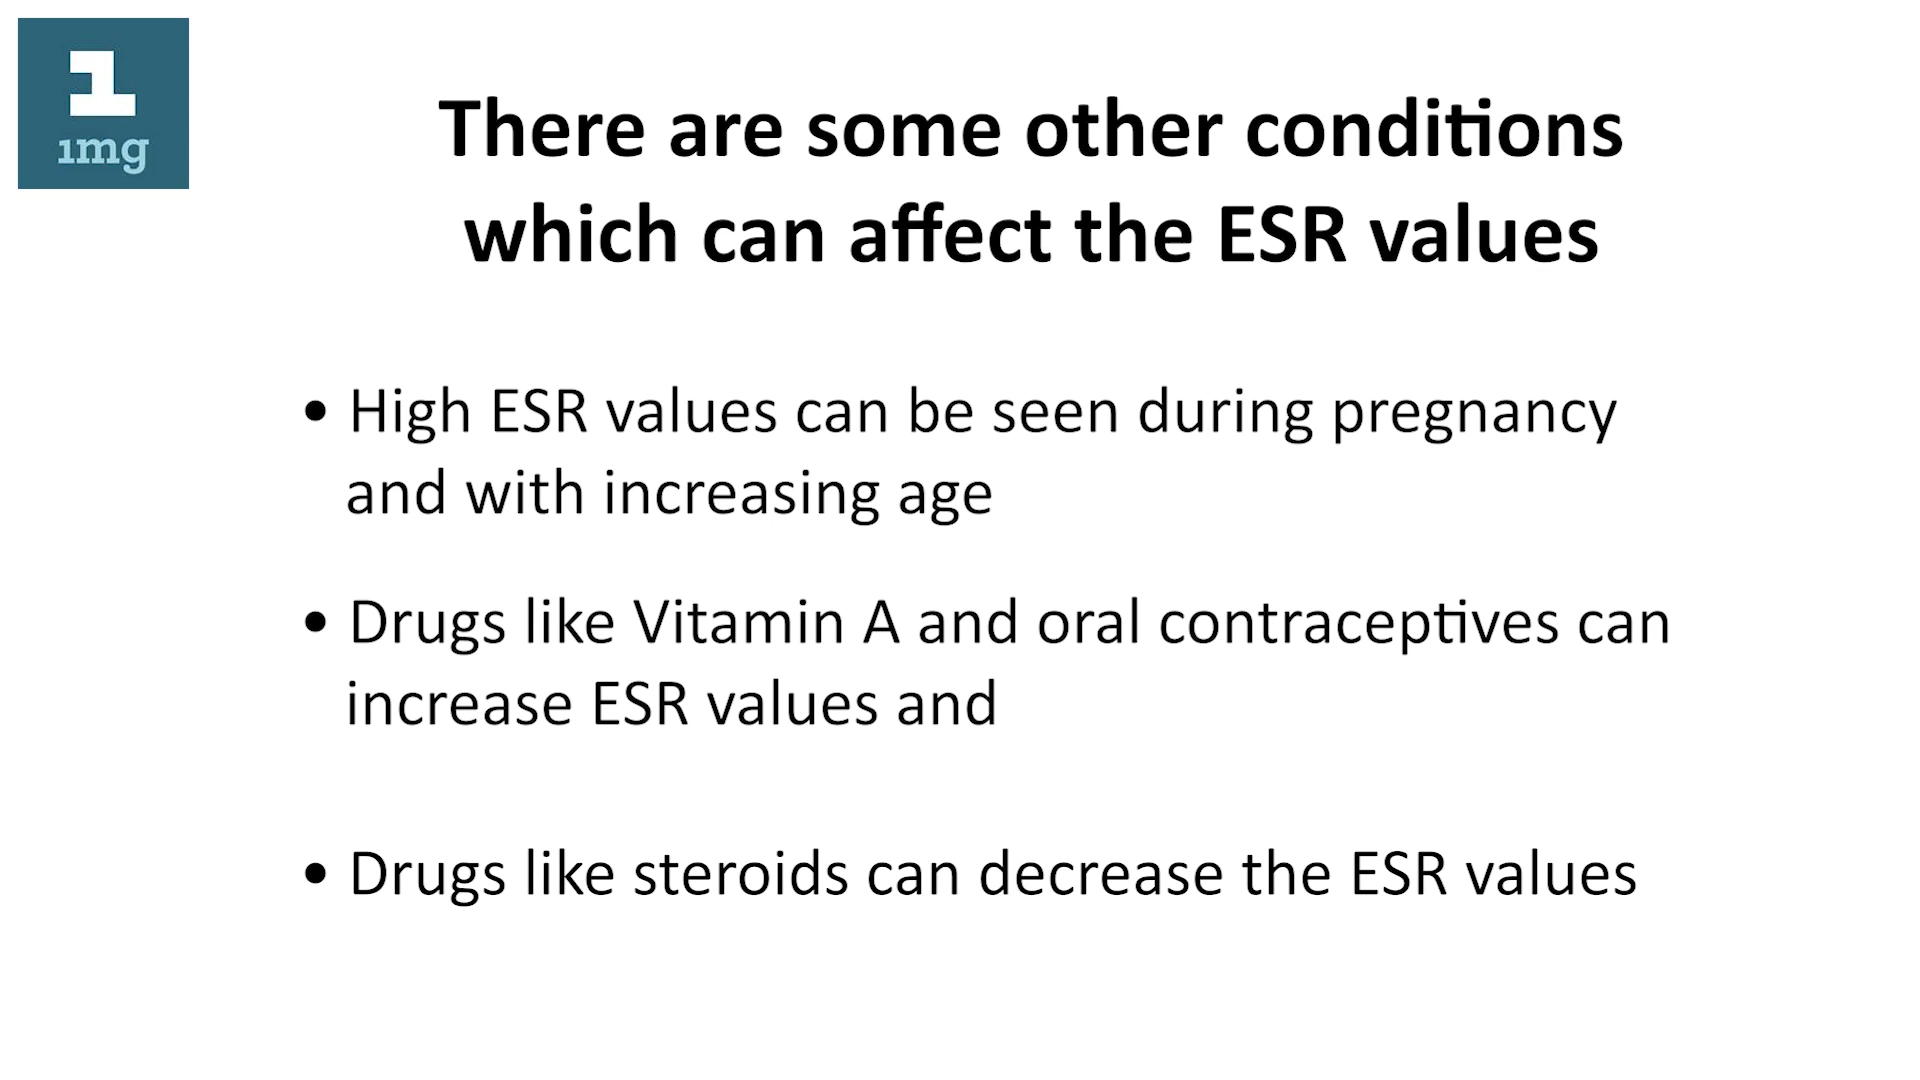 1
1mg
There are some other conditions
which can affect the ESR values
• High ESR values can be seen during pregnancy
and with increasing age
• Drugs like Vitamin A and oral contraceptives can
increase ESR values and
• Drugs like steroids can decrease the ESR values